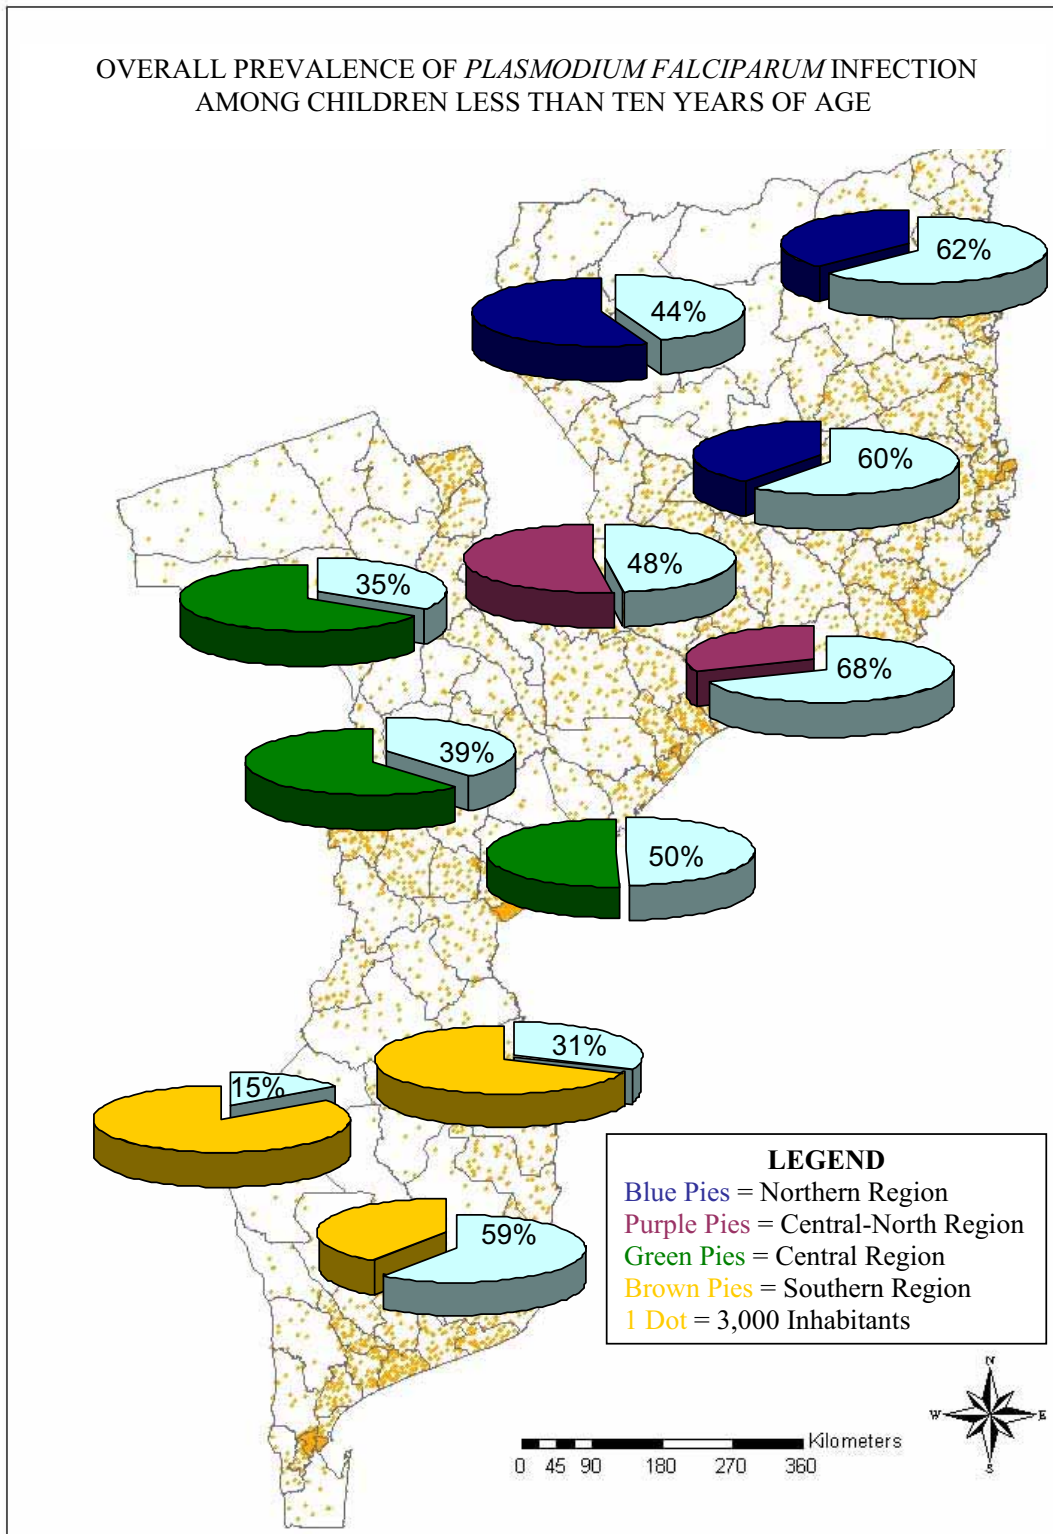 OVERALL PREVALENCE OF PLASMODIUM FALCIPARUM INFECTION
AMONG CHILDREN LESS THAN TEN YEARS OF AGE
62%
44%
60%
48%
35%
68%
39%
50%
31%
15%
59%
LEGEND
Blue Pies = Northern Region
Purple Pies = Central-North Region
Green Pies = Central Region
Brown Pies = Southern Region
1 Dot = 3,000 Inhabitants
N
W E
S
Kilometers
0 45 90 180 270 360